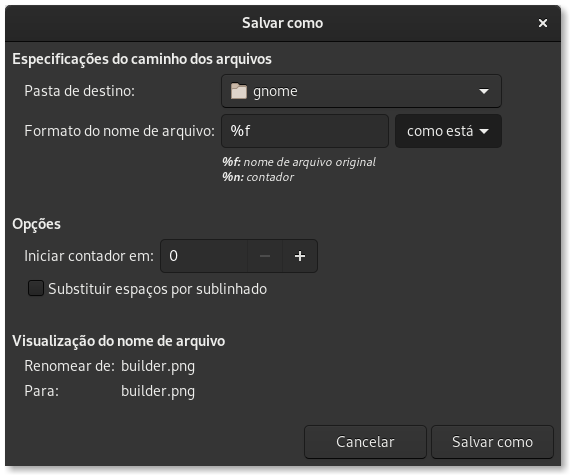 Salvar como
Especificações do caminho dos arquivos
Pasta de destino: gnome
Formato do nome de arquivo: %f como está
%f: nome de arquivo original
%n: contador
Opções
Iniciar contador em: 0
Substituir espaços por sublinhado
Visualização do nome de arquivo
Renomear de: builder.png
Para: builder.png
Cancelar Salvar como